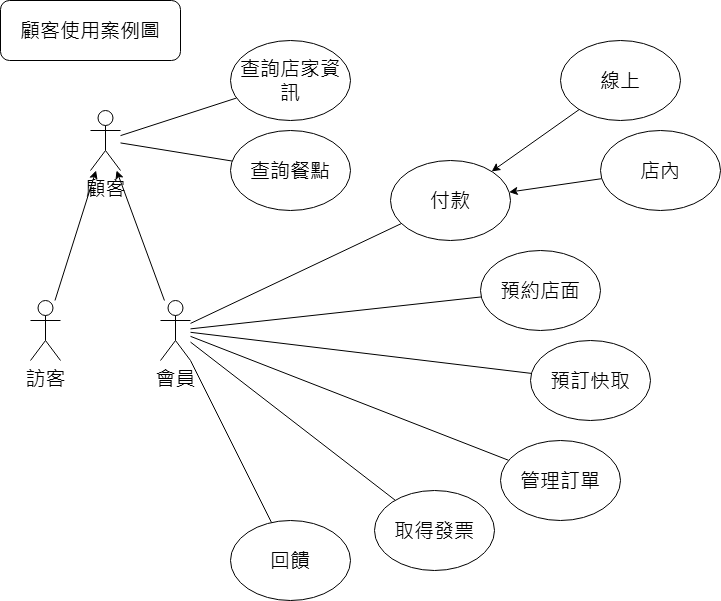 顧客使用案例圖
查詢店家資
訊
線上
查詢餐點
店內
顧客
付款
預約店面
訪客
會員
預訂快取
管理訂單
取得發票
回饋